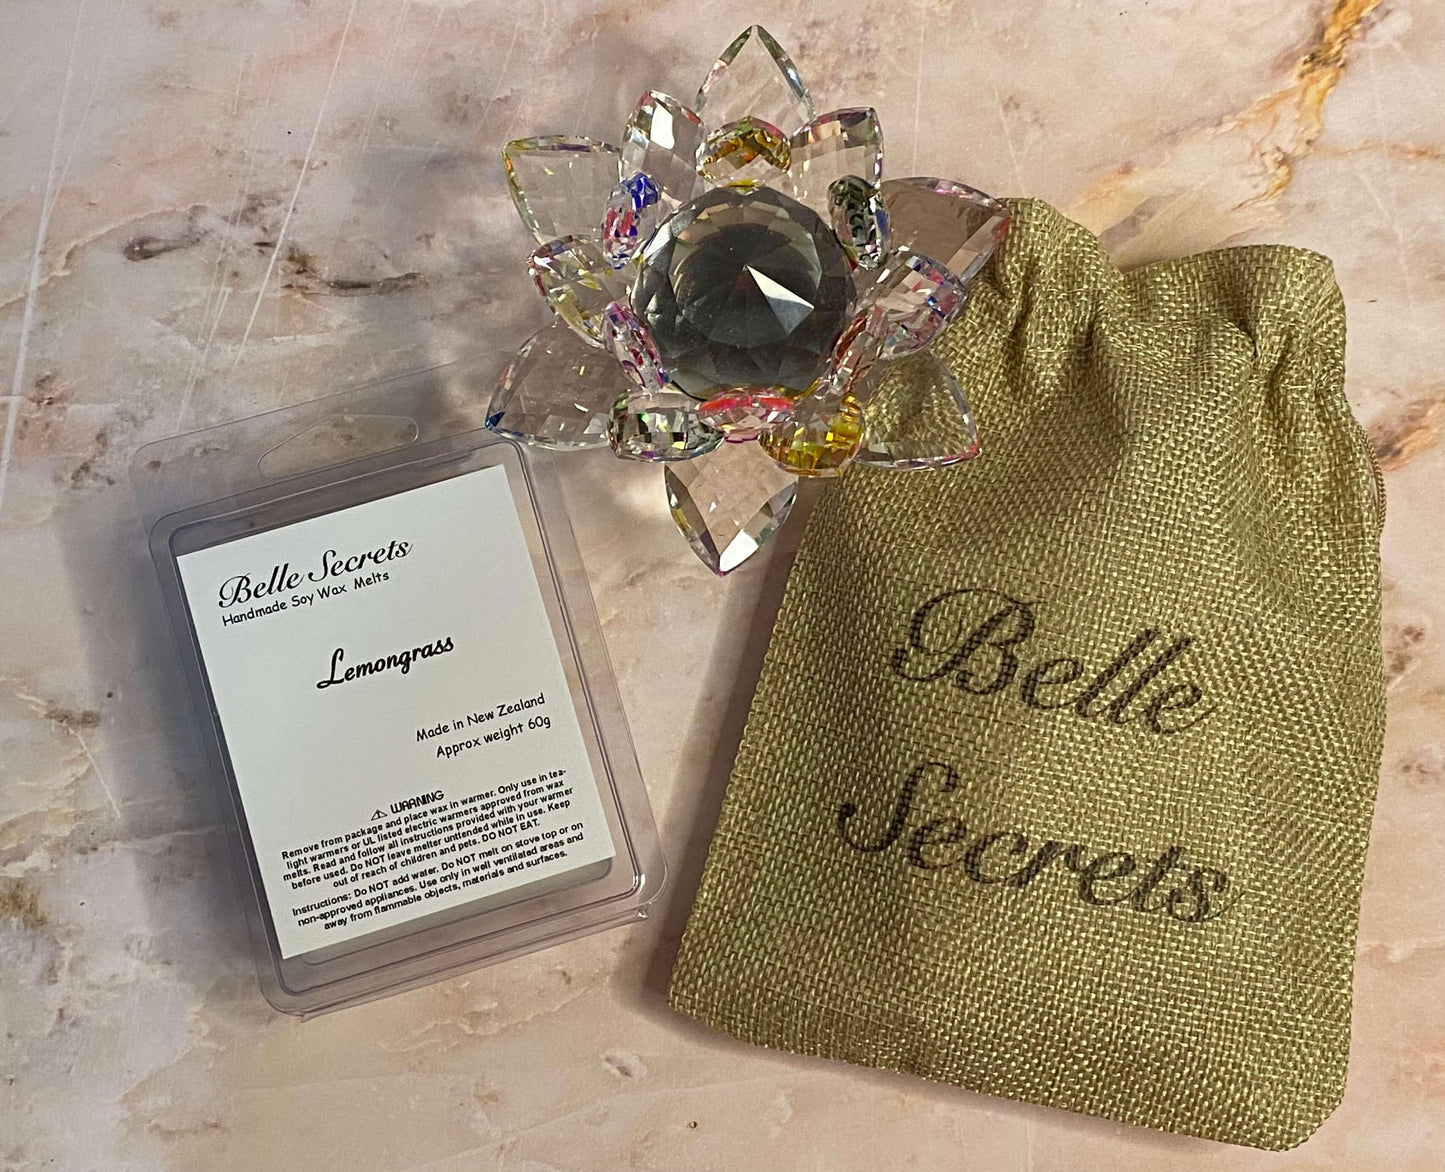 Belle Secrets
Handmade Soy Wax Melts
Lemongrass
Made in New Zealand
Approx weight 60g
⚠ WARNING
Remove from package and place wax in warmer. Only use in tea-
light warmers or UL listed electric warmers approved from wax
melts. Read and follow all instructions provided with your warmer
before used. Do NOT leave melter unttended while in use. Keep
out of reach of children and pets. DO NOT EAT.
Instructions: Do NOT add water. Do NOT melt on stove top or on
non-approved appliances. Use only in well ventilated areas and
away from flammable objects, materials and surfaces.
Belle
Secrets